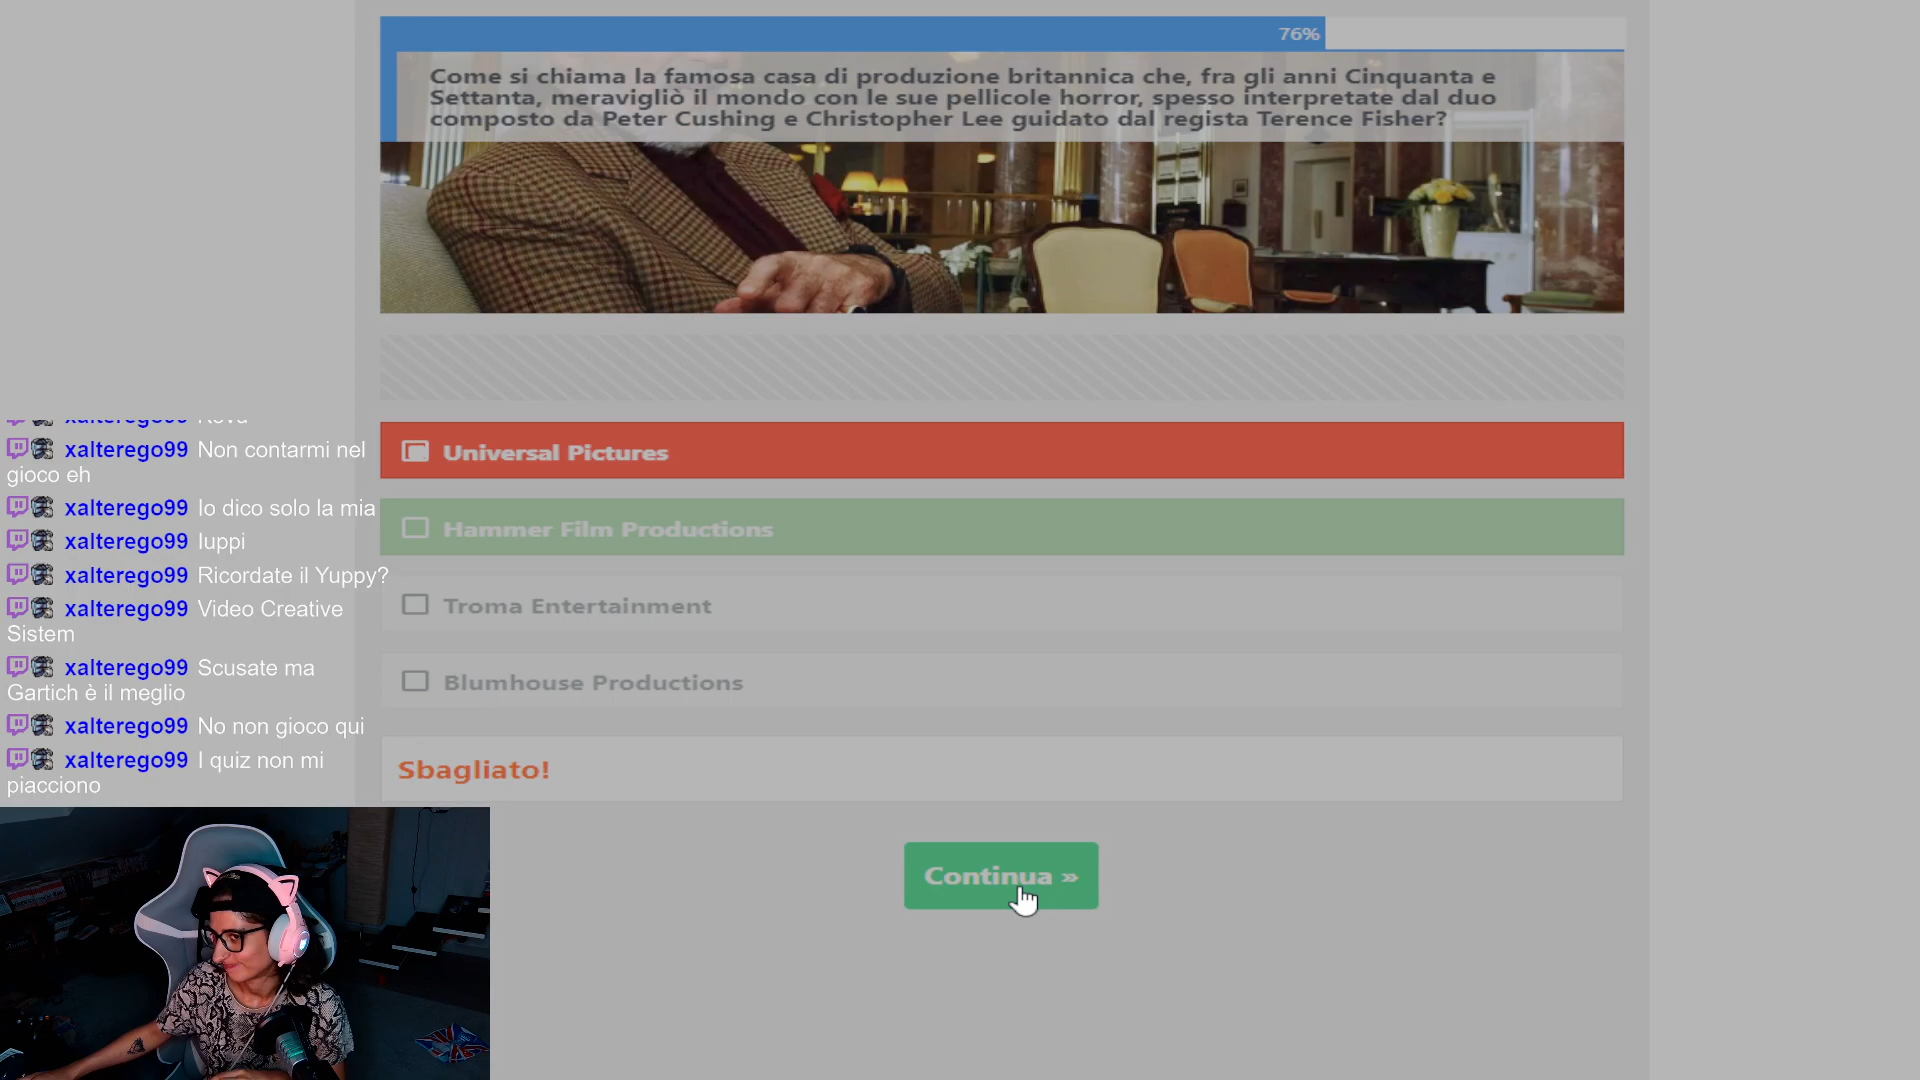 76%
Come si chiama la famosa casa di produzione britannica che, fra gli anni Cinquanta e
Settanta, meravigliò il mondo con le sue pellicole horror, spesso interpretate dal duo
composto da Peter Cushing e Christopher Lee guidato dal regista Terence Fisher?
Universal Pictures
Hammer Film Productions
Troma Entertainment
Blumhouse Productions
Sbagliato!
Continua »
xalterego99 Non contarmi nel
gioco eh
xalterego99 Io dico solo la mia
xalterego99 Iuppi
xalterego99 Ricordate il Yuppy?
xalterego99 Video Creative
Sistem
xalterego99 Scusate ma
Gartich è il meglio
xalterego99 No non gioco qui
xalterego99 I quiz non mi
piacciono